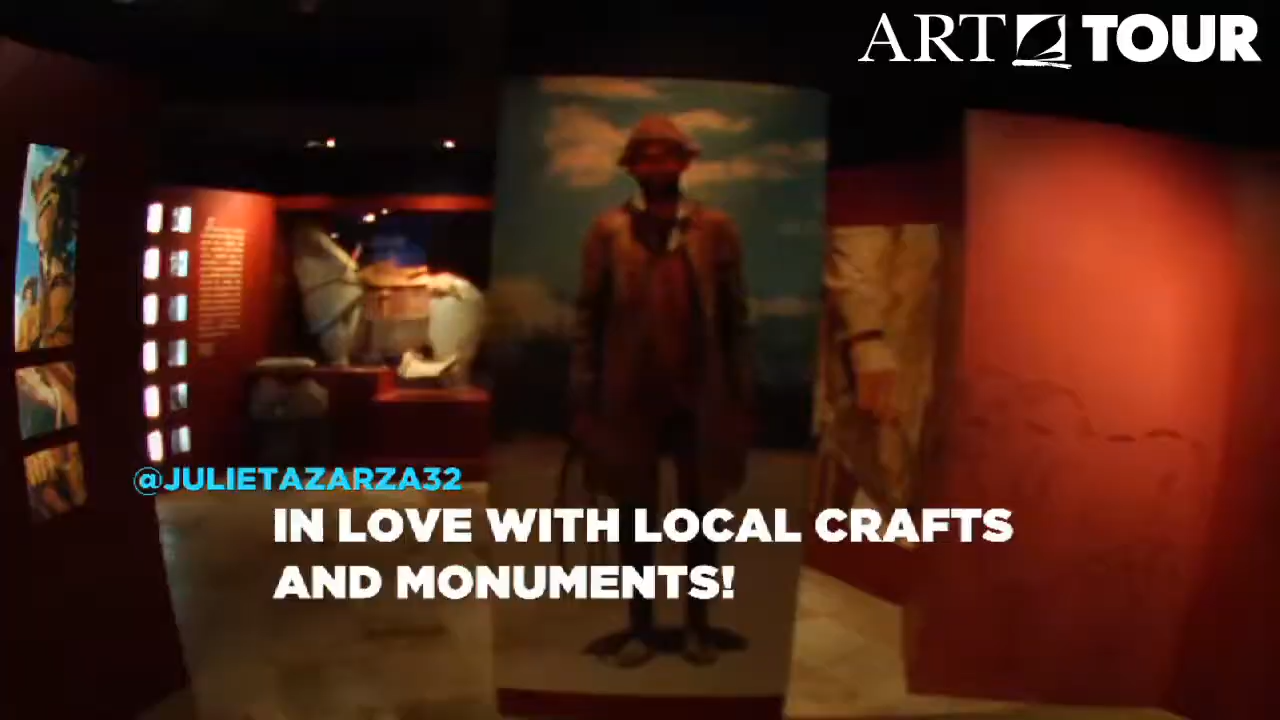 ART TOUR
@JULIETAZARZA32
IN LOVE WITH LOCAL CRAFTS
AND MONUMENTS!